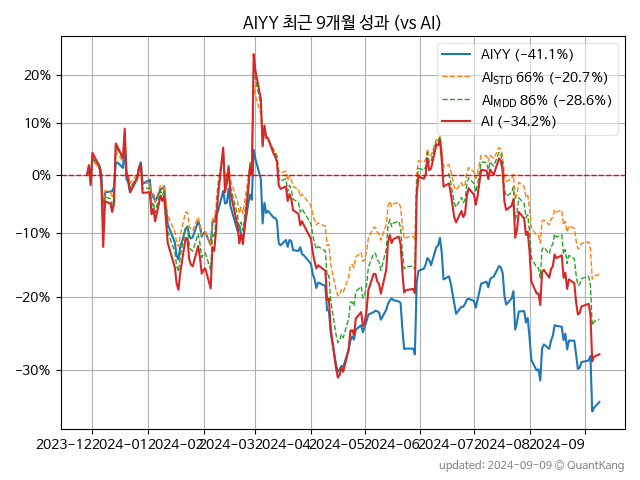 AIYY 최근 9개월 성과 (vs AI)
AIYY (−41.1%)
AISTD 66% (−20.7%)
AIMDD 86% (−28.6%)
AI (−34.2%)
20%
10%
0%
−10%
−20%
−30%
2023-12 2024-01 2024-02 2024-03 2024-04 2024-05 2024-06 2024-07 2024-08 2024-09
updated: 2024-09-09 © QuantKang